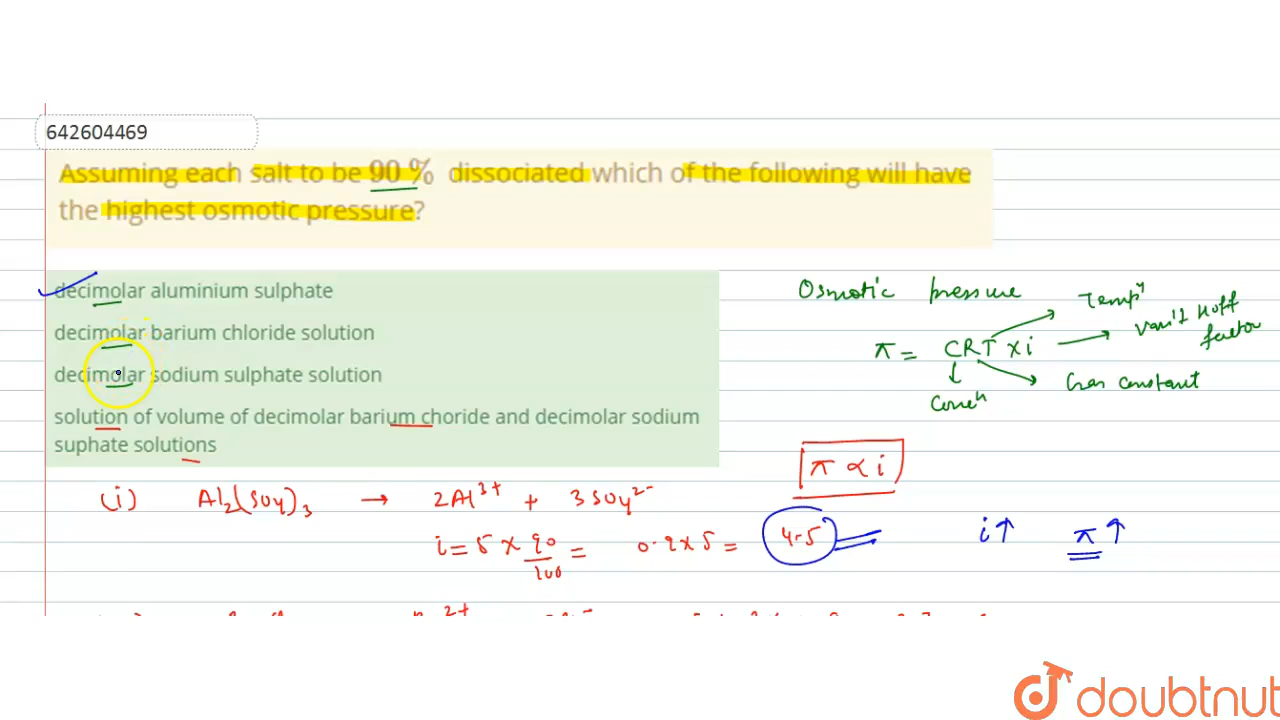 642604469
Assuming each salt to be 90 % dissociated which of the following will have
the highest osmotic pressure?
decimolar aluminium sulphate
decimolar barium chloride solution
decimolar sodium sulphate solution
solution of volume of decimolar barium choride and decimolar sodium
suphate solutions
Osmotic pressure
Tempr
π = CRT × i
Van't Hoff
factor
Gas constant
Concn
π ∝ i
(i) Al2(SO4)3 → 2Al3+ + 3SO42-
i = 5 × 90/100 = 0.9×5 = 4.5
i↑ π↑
doubtnut